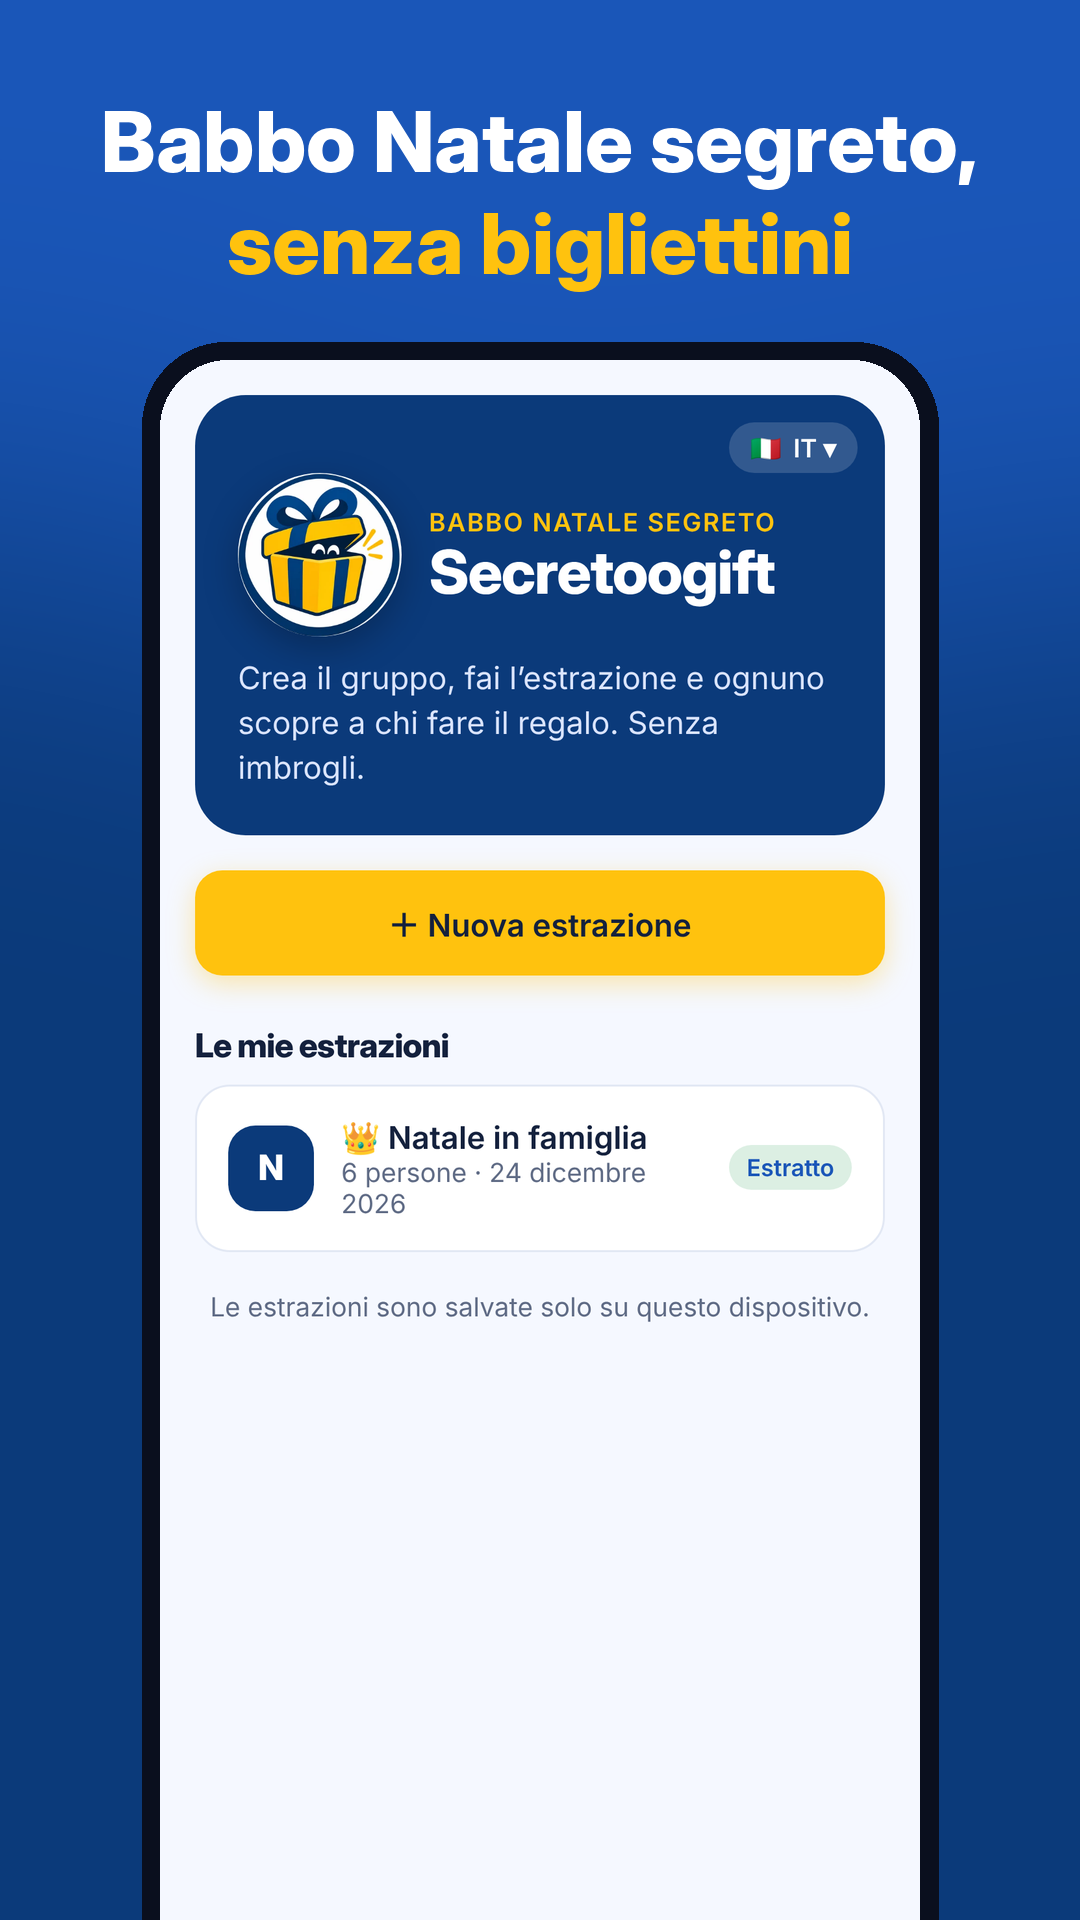 Babbo Natale segreto,
senza bigliettini
IT ▾
BABBO NATALE SEGRETO
Secretoogift
Crea il gruppo, fai l’estrazione e ognuno
scopre a chi fare il regalo. Senza
imbrogli.
+ Nuova estrazione
Le mie estrazioni
N
👑 Natale in famiglia
6 persone · 24 dicembre
2026
Estratto
Le estrazioni sono salvate solo su questo dispositivo.